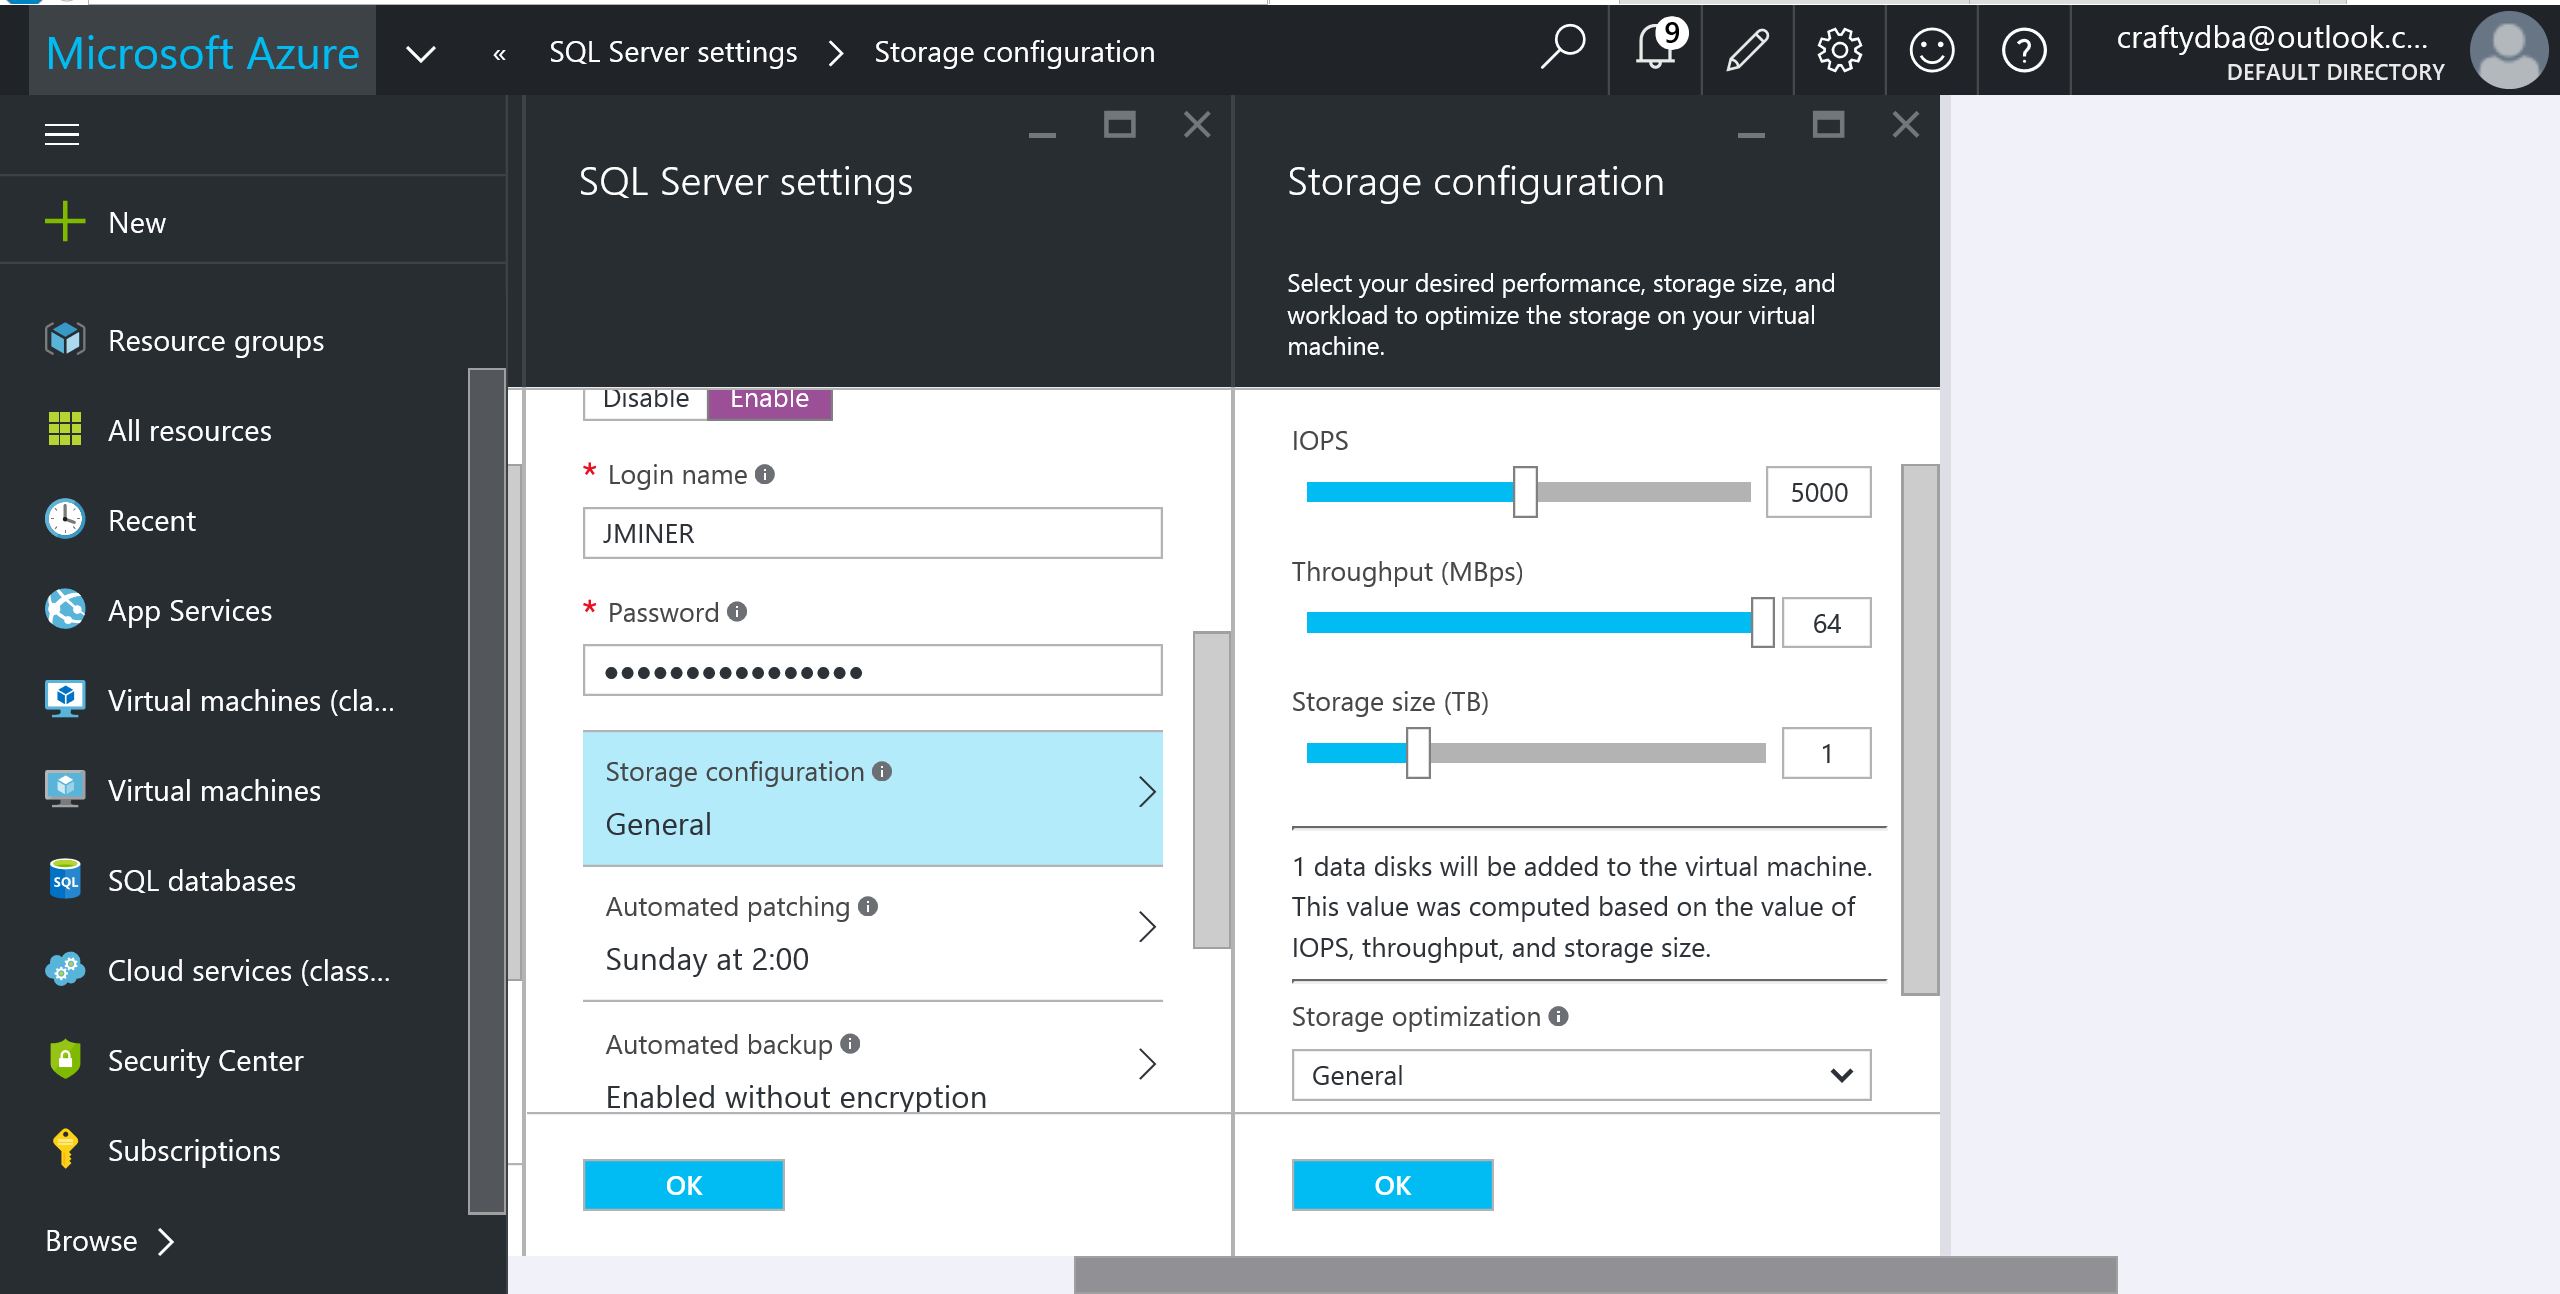 Microsoft Azure
«
SQL Server settings
Storage configuration
9
craftydba@outlook.c...
DEFAULT DIRECTORY
New
Resource groups
All resources
Recent
App Services
Virtual machines (cla...
Virtual machines
SQL
SQL databases
Cloud services (class...
Security Center
Subscriptions
Browse
SQL Server settings
Disable
Enable
* Login name
JMINER
* Password
●●●●●●●●●●●●●●●●
Storage configuration
General
Automated patching
Sunday at 2:00
Automated backup
Enabled without encryption
OK
Storage configuration
Select your desired performance, storage size, and
workload to optimize the storage on your virtual
machine.
IOPS
5000
Throughput (MBps)
64
Storage size (TB)
1
1 data disks will be added to the virtual machine.
This value was computed based on the value of
IOPS, throughput, and storage size.
Storage optimization
General
OK